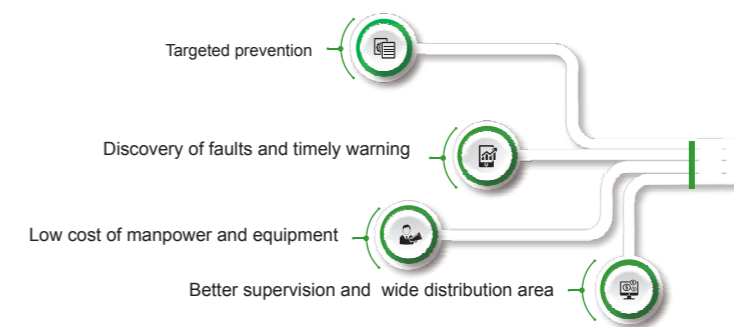 Targeted prevention
Discovery of faults and timely warning
Low cost of manpower and equipment
Better supervision and wide distribution area